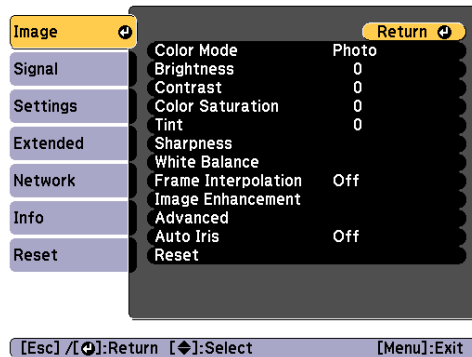 Image
Signal
Settings
Extended
Network
Info
Reset
Return
Color Mode Photo
Brightness 0
Contrast 0
Color Saturation 0
Tint 0
Sharpness
White Balance
Frame Interpolation Off
Image Enhancement
Advanced
Auto Iris Off
Reset
[Esc] /[⏎]:Return [◆]:Select [Menu]:Exit